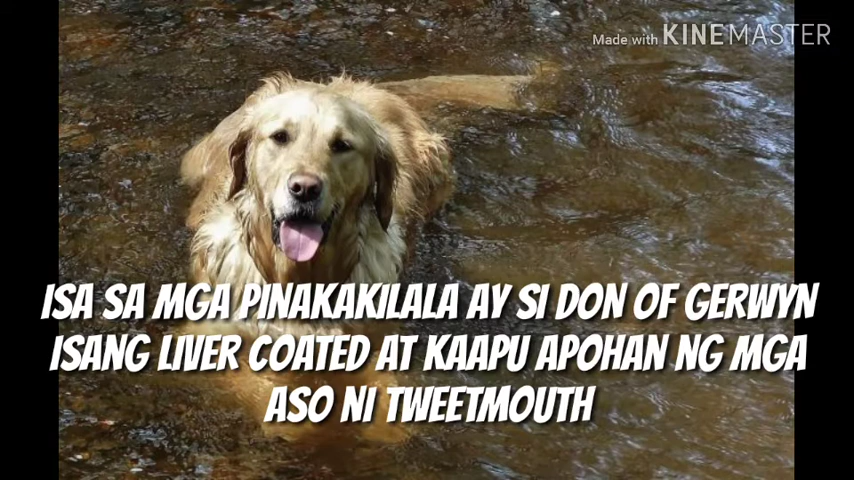 Made with KINEMASTER
ISA SA MGA PINAKAKILALA AY SI DON OF GERWYN
ISANG LIVER COATED AT KAAPU APOHAN NG MGA
ASO NI TWEETMOUTH